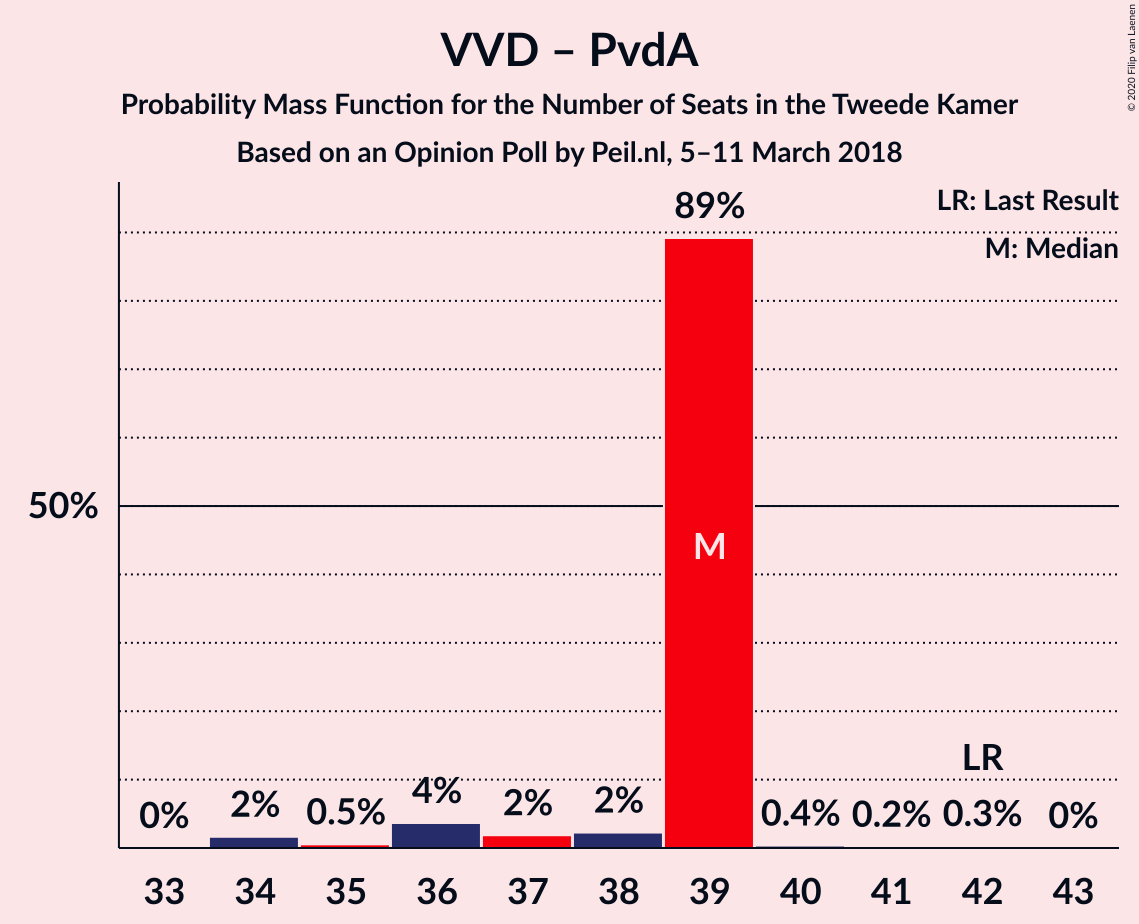 VVD – PvdA
Probability Mass Function for the Number of Seats in the Tweede Kamer
Based on an Opinion Poll by Peil.nl, 5–11 March 2018
© 2020 Filip van Laenen
LR: Last Result
M: Median
89%
50%
M
LR
0% 2% 0.5% 4% 2% 2% 0.4% 0.2% 0.3% 0%
33 34 35 36 37 38 39 40 41 42 43